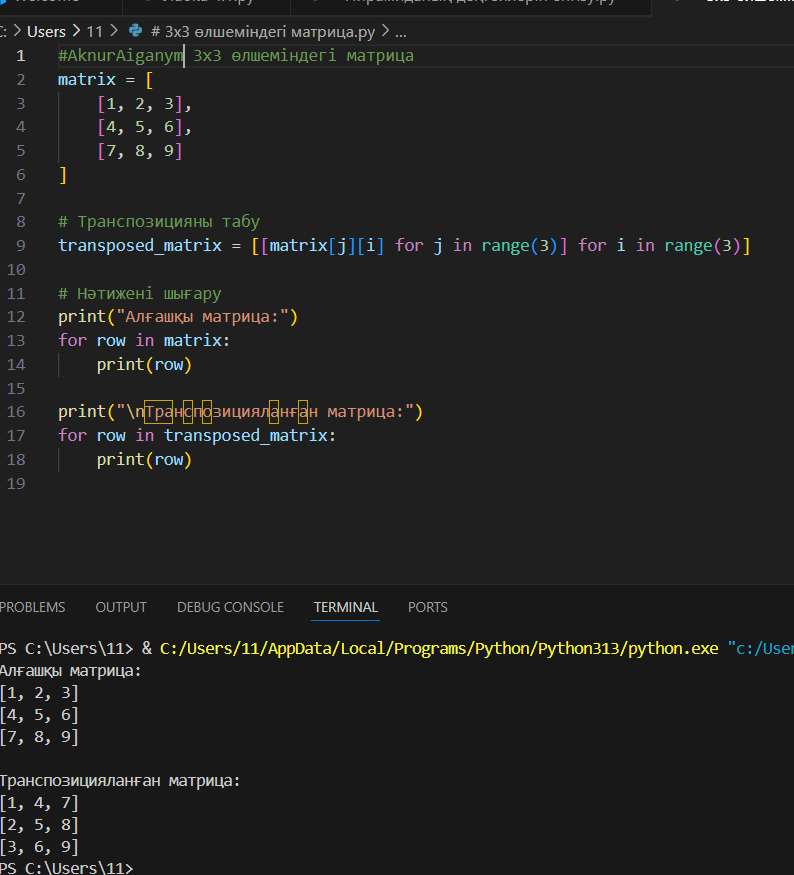 C: > Users > 11 > # 3x3 өлшеміндегі матрица.py > ...
1 #AknurAiganym 3x3 өлшеміндегі матрица
2 matrix = [
3     [1, 2, 3],
4     [4, 5, 6],
5     [7, 8, 9]
6 ]
7
8 # Транспозицияны табу
9 transposed_matrix = [[matrix[j][i] for j in range(3)] for i in range(3)]
10
11 # Нәтижені шығару
12 print("Алғашқы матрица:")
13 for row in matrix:
14     print(row)
15
16 print("\nТранспозицияланған матрица:")
17 for row in transposed_matrix:
18     print(row)
19
PROBLEMS OUTPUT DEBUG CONSOLE TERMINAL PORTS
PS C:\Users\11> & C:/Users/11/AppData/Local/Programs/Python/Python313/python.exe "c:/User
Алғашқы матрица:
[1, 2, 3]
[4, 5, 6]
[7, 8, 9]

Транспозицияланған матрица:
[1, 4, 7]
[2, 5, 8]
[3, 6, 9]
PS C:\Users\11>